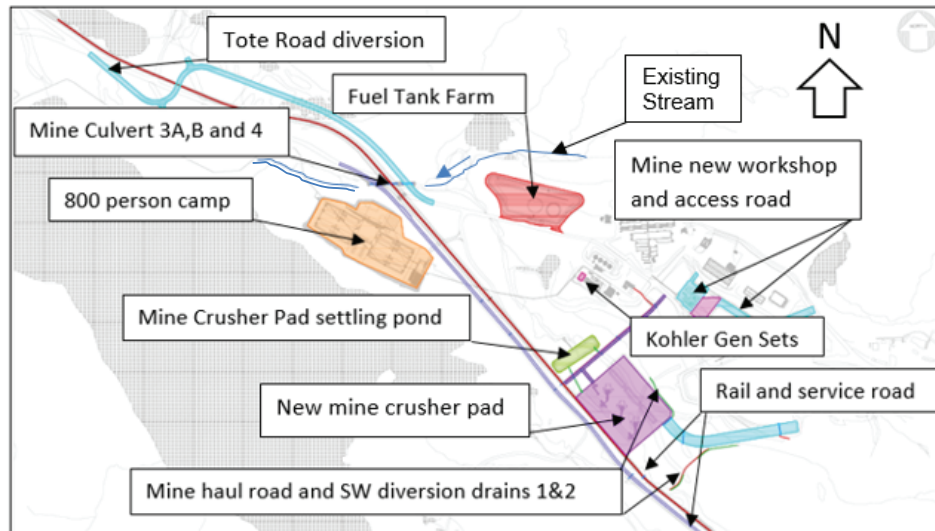 Tote Road diversion
N
Existing
Stream
Fuel Tank Farm
Mine Culvert 3A,B and 4
Mine new workshop
and access road
800 person camp
Mine Crusher Pad settling pond
Kohler Gen Sets
New mine crusher pad
Rail and service road
Mine haul road and SW diversion drains 1&2